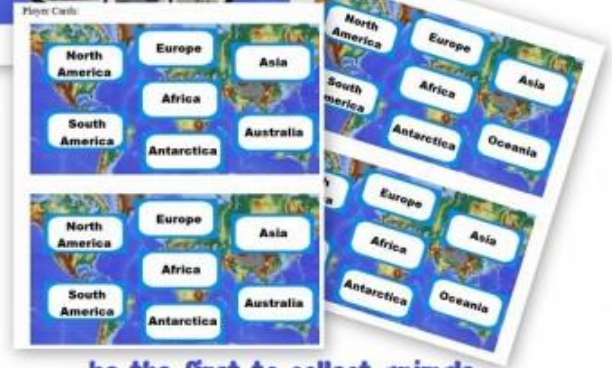 Player Cards:
North
America
Europe
Asia
Africa
South
America
Antarctica
Australia
North
America
Europe
Asia
Africa
South
America
Antarctica
Australia
North
America
Europe
Asia
South
America
Africa
Antarctica
Oceania
Europe
Asia
Africa
Antarctica
Oceania
be the first to collect animals